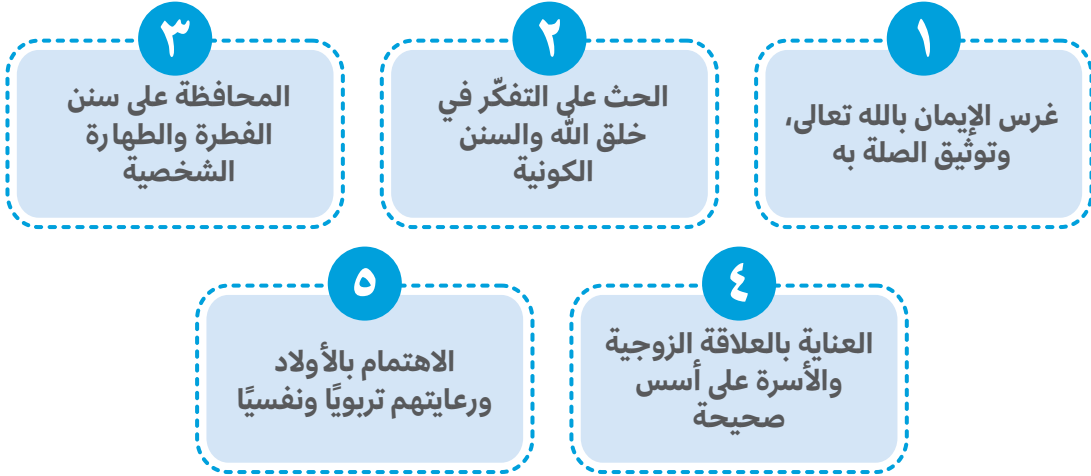 ١
غرس الإيمان بالله تعالى،
وتوثيق الصلة به
٢
الحث على التفكّر في
خلق الله والسنن
الكونية
٣
المحافظة على سنن
الفطرة والطهارة
الشخصية
٤
العناية بالعلاقة الزوجية
والأسرة على أسس
صحيحة
٥
الاهتمام بالأولاد
ورعايتهم تربويًا ونفسيًا